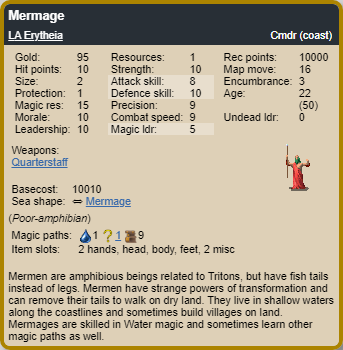 Mermage
LA Erytheia Cmdr (coast)
Gold: 95 Resources: 1 Rec points: 10000
Hit points: 10 Strength: 10 Map move: 16
Size: 2 Attack skill: 8 Encumbrance: 3
Protection: 1 Defence skill: 10 Age: 22
Magic res: 15 Precision: 9 (50)
Morale: 10 Combat speed: 9 Undead ldr: 0
Leadership: 10 Magic ldr: 5
Weapons:
Quarterstaff
Basecost: 10010
Sea shape: ⇔ Mermage
(Poor-amphibian)
Magic paths: 1 ? 1 9
Item slots: 2 hands, head, body, feet, 2 misc
Mermen are amphibious beings related to Tritons, but have fish tails
instead of legs. Mermen have strange powers of transformation and
can remove their tails to walk on dry land. They live in shallow waters
along the coastlines and sometimes build villages on land.
Mermages are skilled in Water magic and sometimes learn other
magic paths as well.